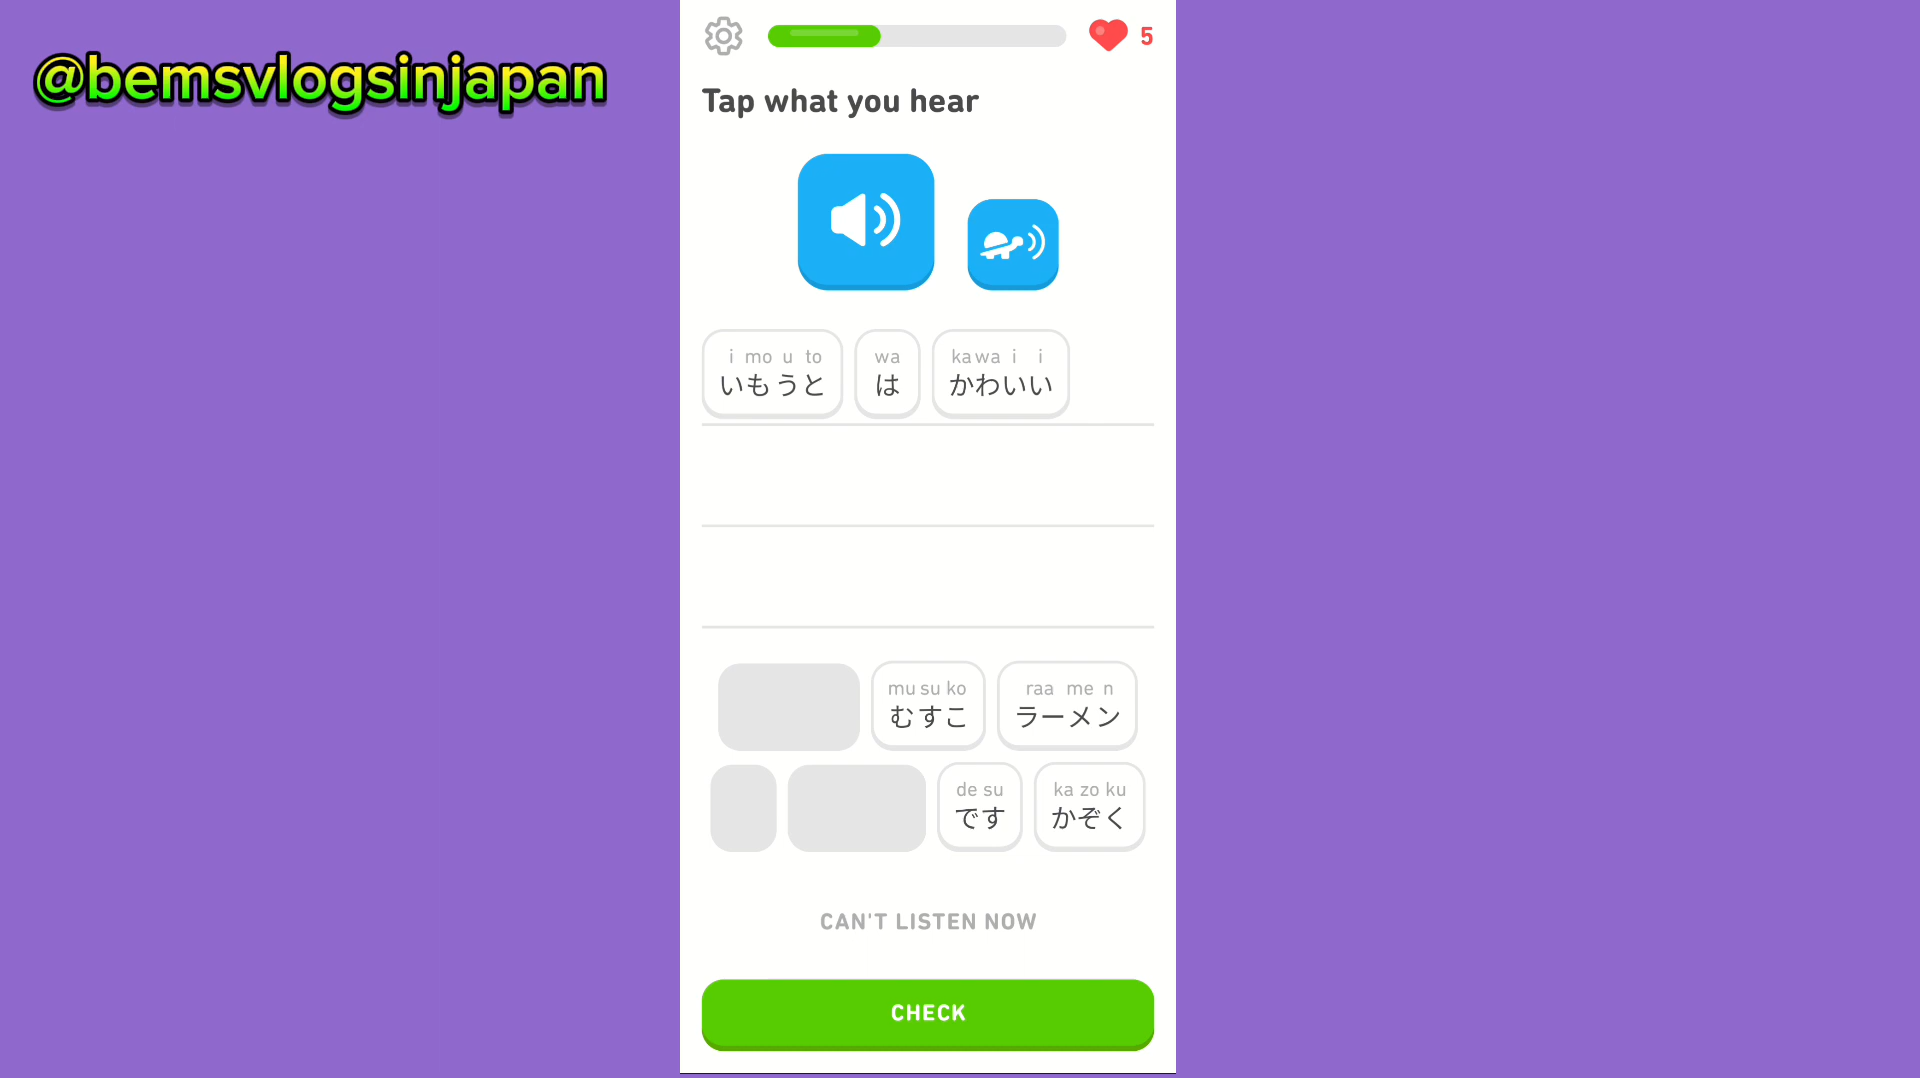 @bemsvlogsinjapan
5
Tap what you hear
i mo u to wa ka wa i i
いもうと は かわいい
mu su ko raa me n
むすこ ラーメン
de su ka zo ku
です かぞく
CAN'T LISTEN NOW
CHECK